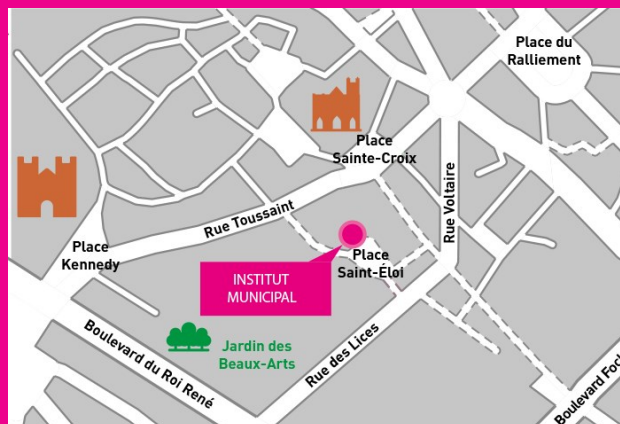 Place du
Ralliement
Place
Sainte-Croix
Rue Voltaire
Rue Toussaint
Place
Kennedy
Place
Saint-Éloi
INSTITUT
MUNICIPAL
Boulevard du Roi René
Jardin des
Beaux-Arts
Rue des Lices
Boulevard Foch